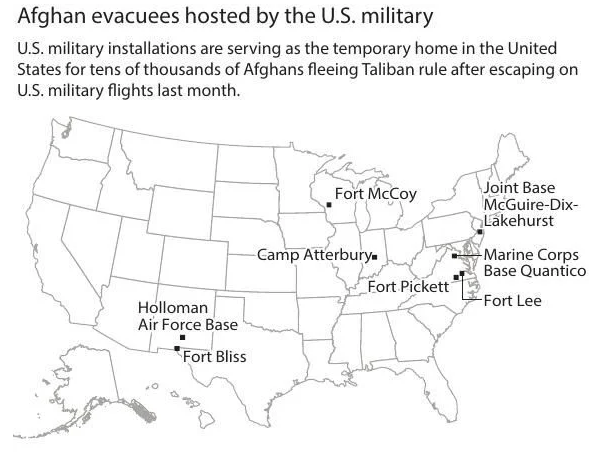 Afghan evacuees hosted by the U.S. military
U.S. military installations are serving as the temporary home in the United
States for tens of thousands of Afghans fleeing Taliban rule after escaping on
U.S. military flights last month.
Fort McCoy
Joint Base
McGuire-Dix-
Lakehurst
Camp Atterbury
Marine Corps
Base Quantico
Fort Pickett
Fort Lee
Holloman
Air Force Base
Fort Bliss